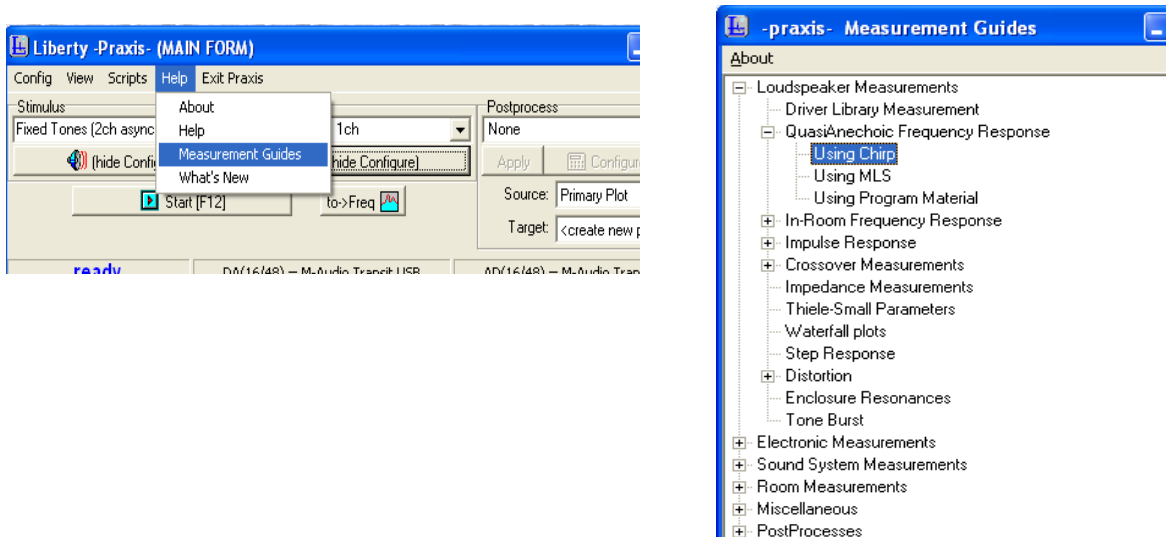 Liberty -Praxis- (MAIN FORM)
Config View Scripts Help Exit Praxis
Stimulus
Fixed Tones (2ch async
(hide Config
About
Help
Measurement Guides
What's New
1ch
hide Configure)
Start [F12]
to->Freq
Postprocess
None
Apply
Configur
Source: Primary Plot
Target: <create new p
ready
DA(16/48) – M-Audio Transit USB
AD(16/48) – M-Audio Tran
-praxis- Measurement Guides
About
Loudspeaker Measurements
Driver Library Measurement
QuasiAnechoic Frequency Response
Using Chirp
Using MLS
Using Program Material
In-Room Frequency Response
Impulse Response
Crossover Measurements
Impedance Measurements
Thiele-Small Parameters
Waterfall plots
Step Response
Distortion
Enclosure Resonances
Tone Burst
Electronic Measurements
Sound System Measurements
Room Measurements
Miscellaneous
PostProcesses